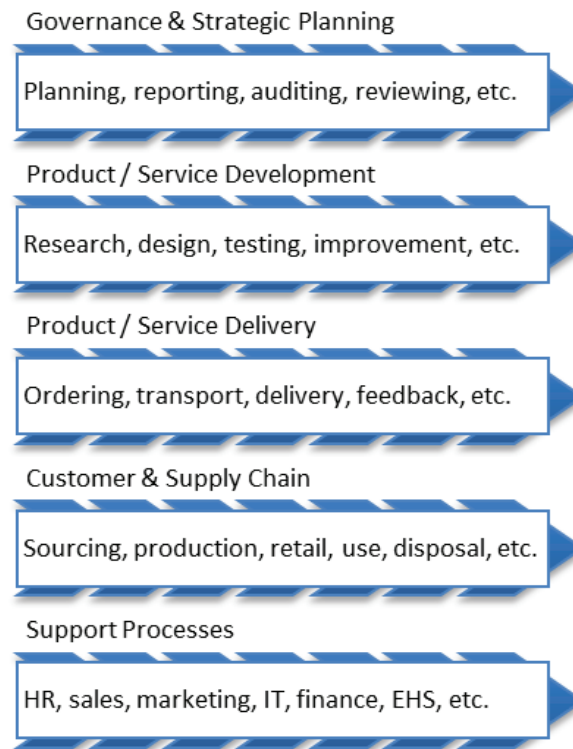 Governance & Strategic Planning
Planning, reporting, auditing, reviewing, etc.
Product / Service Development
Research, design, testing, improvement, etc.
Product / Service Delivery
Ordering, transport, delivery, feedback, etc.
Customer & Supply Chain
Sourcing, production, retail, use, disposal, etc.
Support Processes
HR, sales, marketing, IT, finance, EHS, etc.